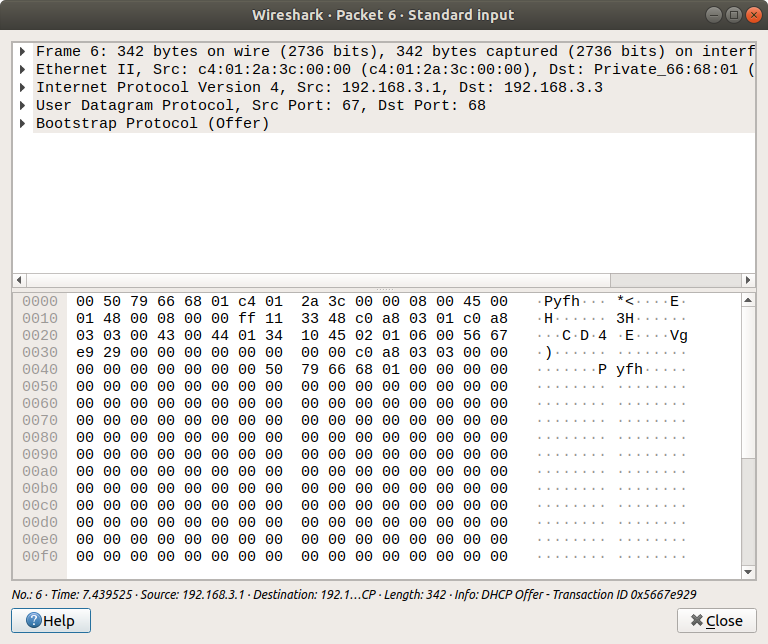 Wireshark · Packet 6 · Standard input
Frame 6: 342 bytes on wire (2736 bits), 342 bytes captured (2736 bits) on interf
Ethernet II, Src: c4:01:2a:3c:00:00 (c4:01:2a:3c:00:00), Dst: Private_66:68:01 (
Internet Protocol Version 4, Src: 192.168.3.1, Dst: 192.168.3.3
User Datagram Protocol, Src Port: 67, Dst Port: 68
Bootstrap Protocol (Offer)
0000 00 50 79 66 68 01 c4 01 2a 3c 00 00 08 00 45 00 ·Pyfh··· *<····E·
0010 01 48 00 08 00 00 ff 11 33 48 c0 a8 03 01 c0 a8 ·H······ 3H······
0020 03 03 00 43 00 44 01 34 10 45 02 01 06 00 56 67 ···C·D·4 ·E····Vg
0030 e9 29 00 00 00 00 00 00 00 00 c0 a8 03 03 00 00 ·)······ ········
0040 00 00 00 00 00 00 00 50 79 66 68 01 00 00 00 00 ·······P yfh·····
0050 00 00 00 00 00 00 00 00 00 00 00 00 00 00 00 00 ········ ········
0060 00 00 00 00 00 00 00 00 00 00 00 00 00 00 00 00 ········ ········
0070 00 00 00 00 00 00 00 00 00 00 00 00 00 00 00 00 ········ ········
0080 00 00 00 00 00 00 00 00 00 00 00 00 00 00 00 00 ········ ········
0090 00 00 00 00 00 00 00 00 00 00 00 00 00 00 00 00 ········ ········
00a0 00 00 00 00 00 00 00 00 00 00 00 00 00 00 00 00 ········ ········
00b0 00 00 00 00 00 00 00 00 00 00 00 00 00 00 00 00 ········ ········
00c0 00 00 00 00 00 00 00 00 00 00 00 00 00 00 00 00 ········ ········
00d0 00 00 00 00 00 00 00 00 00 00 00 00 00 00 00 00 ········ ········
00e0 00 00 00 00 00 00 00 00 00 00 00 00 00 00 00 00 ········ ········
00f0 00 00 00 00 00 00 00 00 00 00 00 00 00 00 00 00 ········ ········
No.: 6 · Time: 7.439525 · Source: 192.168.3.1 · Destination: 192.1…CP · Length: 342 · Info: DHCP Offer - Transaction ID 0x5667e929
Help
Close